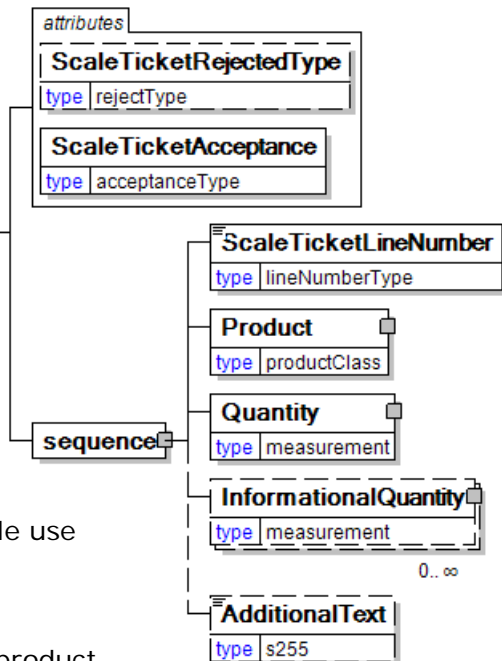 attributes
ScaleTicketRejectedType
type rejectType
ScaleTicketAcceptance
type acceptanceType
ScaleTicketLineNumber
type lineNumberType
Product
type productClass
Quantity
type measurement
sequence
InformationalQuantity
type measurement
le use
0.. ∞
AdditionalText
type s255
product